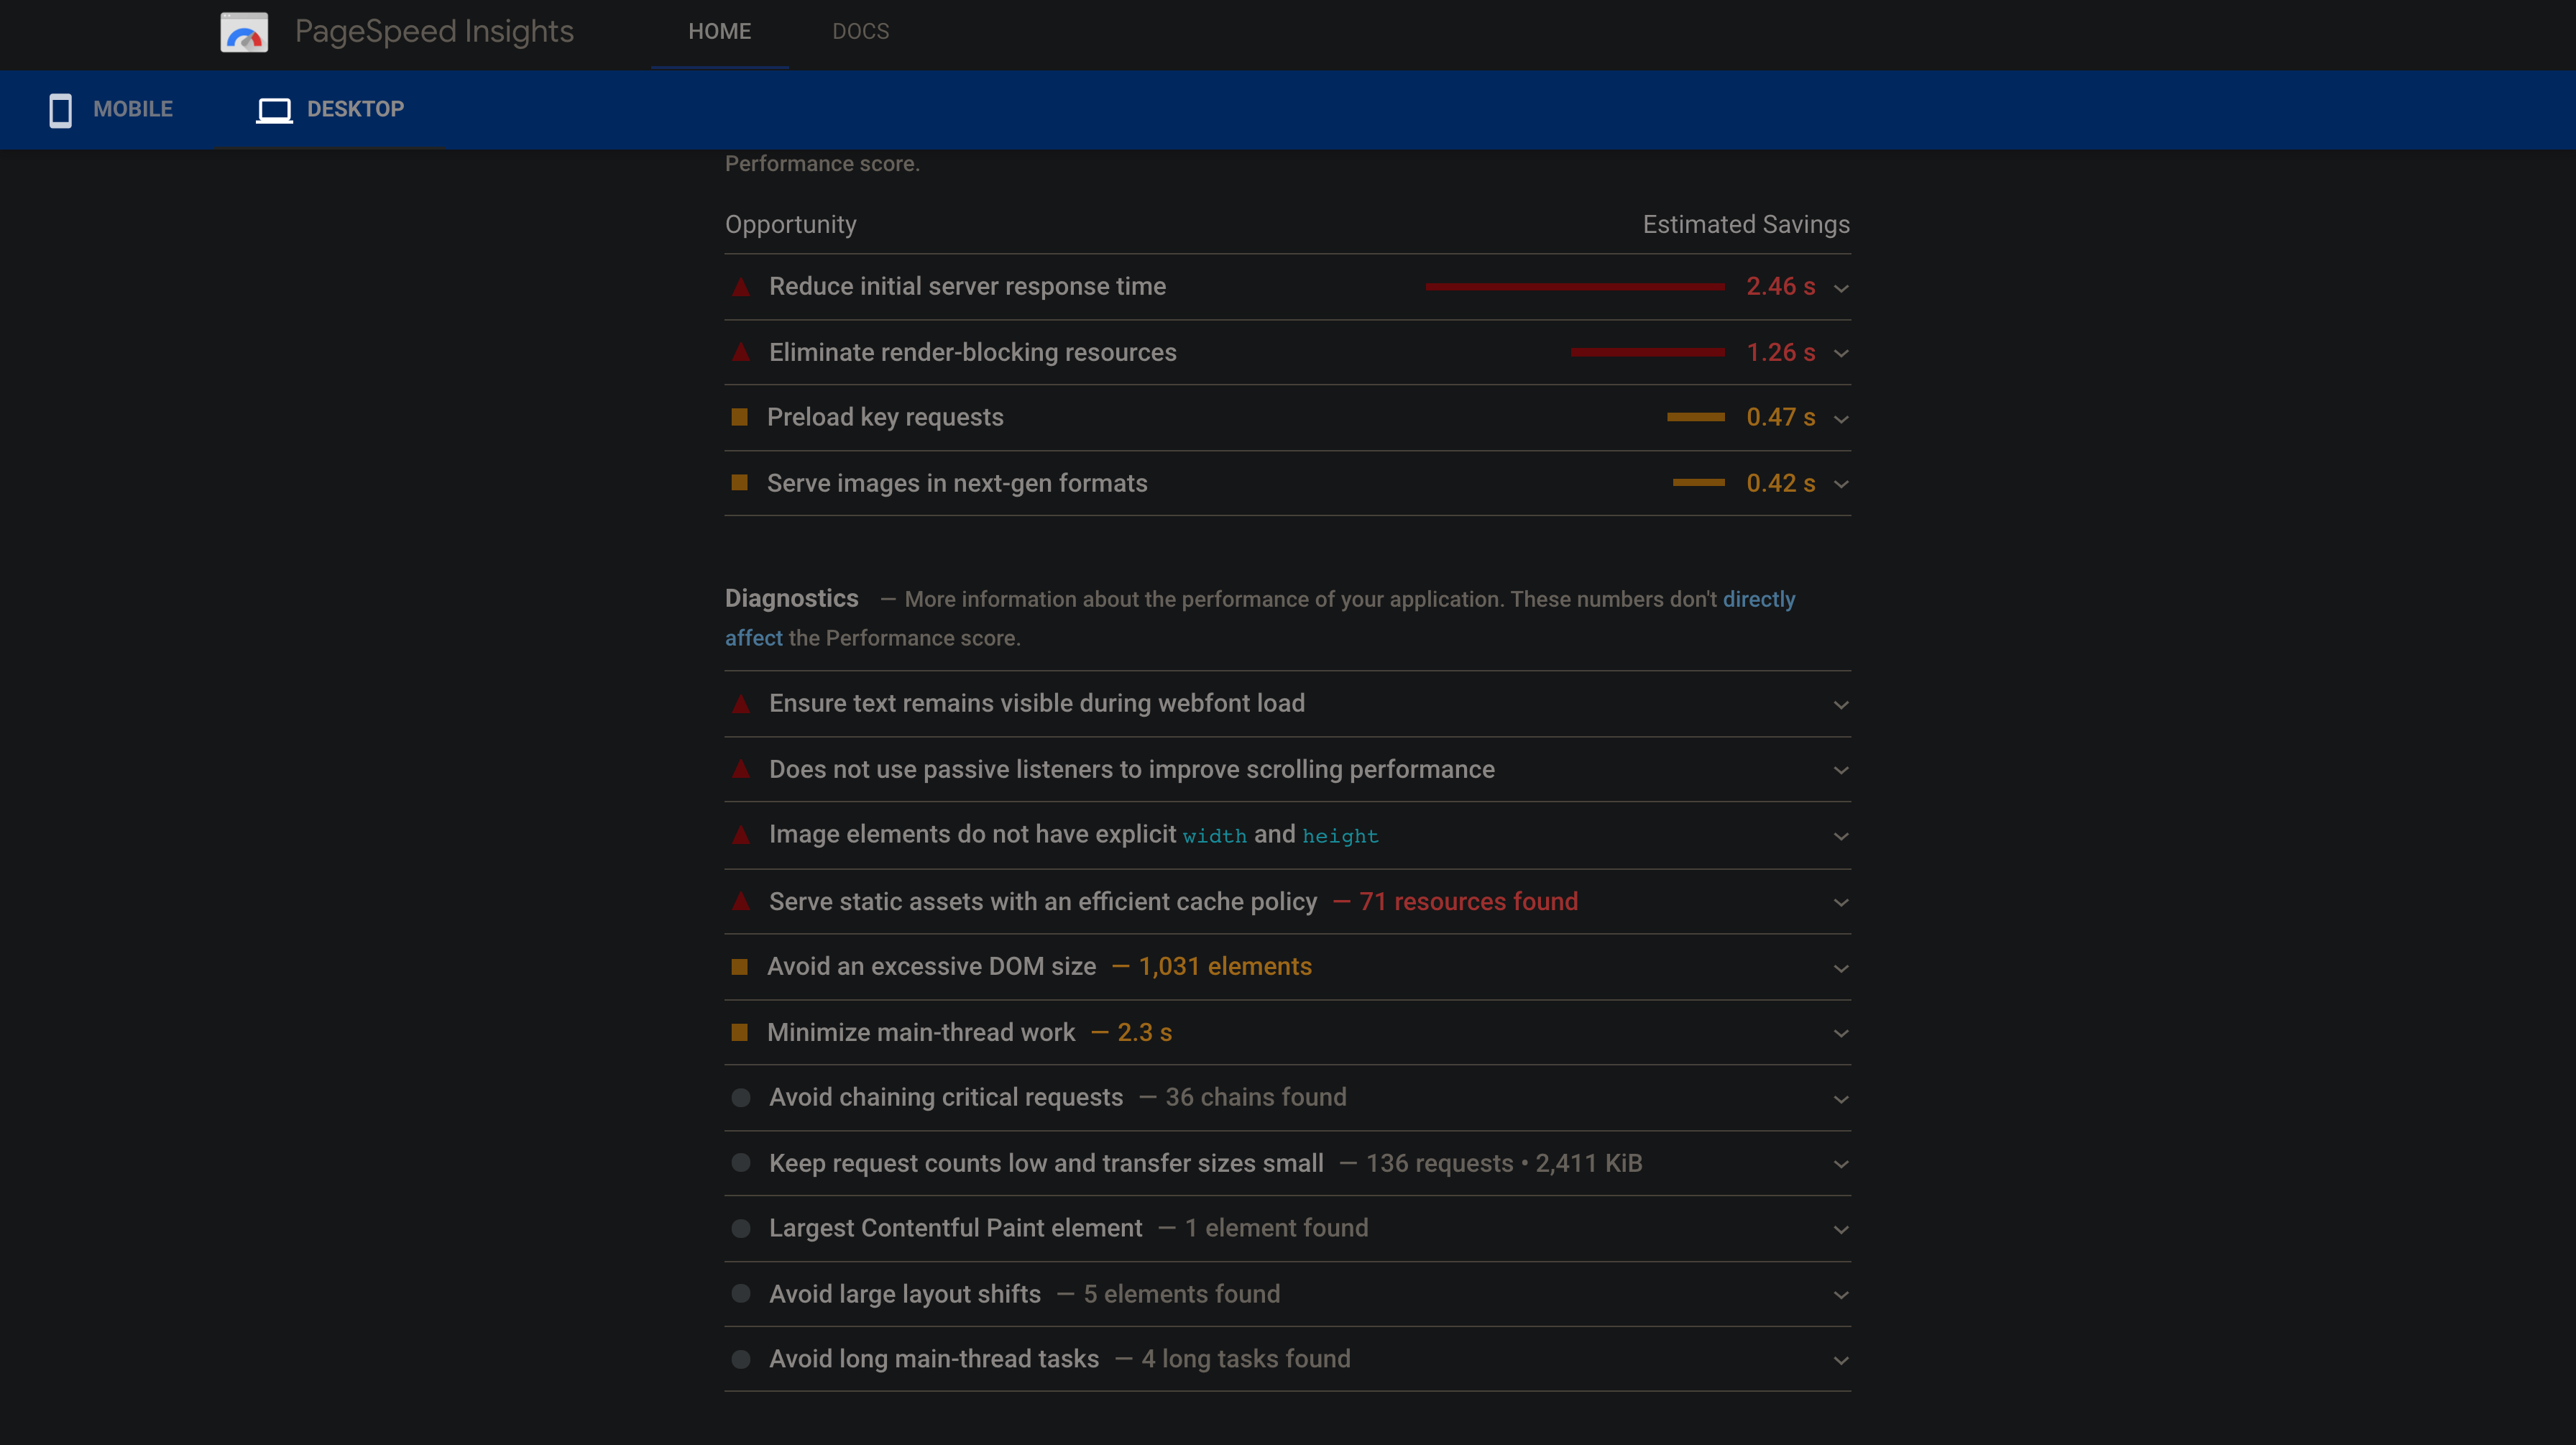 PageSpeed Insights HOME DOCS
MOBILE DESKTOP
Performance score.
Opportunity Estimated Savings
Reduce initial server response time 2.46 s
Eliminate render-blocking resources 1.26 s
Preload key requests 0.47 s
Serve images in next-gen formats 0.42 s
Diagnostics — More information about the performance of your application. These numbers don't directly
affect the Performance score.
Ensure text remains visible during webfont load
Does not use passive listeners to improve scrolling performance
Image elements do not have explicit width and height
Serve static assets with an efficient cache policy — 71 resources found
Avoid an excessive DOM size — 1,031 elements
Minimize main-thread work — 2.3 s
Avoid chaining critical requests — 36 chains found
Keep request counts low and transfer sizes small — 136 requests • 2,411 KiB
Largest Contentful Paint element — 1 element found
Avoid large layout shifts — 5 elements found
Avoid long main-thread tasks — 4 long tasks found